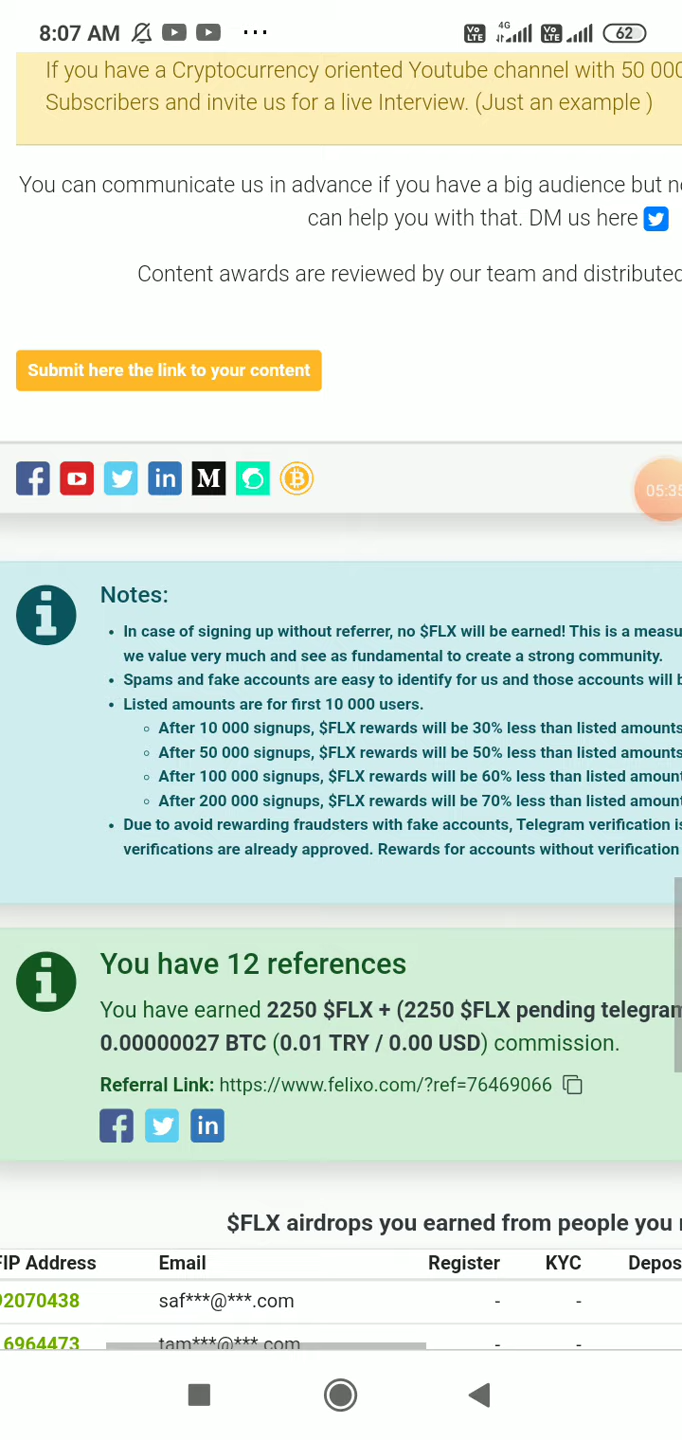 8:07 AM
Vo LTE 4G Vo LTE 62
If you have a Cryptocurrency oriented Youtube channel with 50 000
Subscribers and invite us for a live Interview. (Just an example )
You can communicate us in advance if you have a big audience but
can help you with that. DM us here
Content awards are reviewed by our team and distributed
Submit here the link to your content
05:35
Notes:
• In case of signing up without referrer, no $FLX will be earned! This is a
we value very much and see as fundamental to create a strong community.
• Spams and fake accounts are easy to identify for us and those accounts will
• Listed amounts are for first 10 000 users.
◦ After 10 000 signups, $FLX rewards will be 30% less than listed amounts
◦ After 50 000 signups, $FLX rewards will be 50% less than listed amounts
◦ After 100 000 signups, $FLX rewards will be 60% less than listed
◦ After 200 000 signups, $FLX rewards will be 70% less than listed
• Due to avoid rewarding fraudsters with fake accounts, Telegram verification
verifications are already approved. Rewards for accounts without verification
You have 12 references
You have earned 2250 $FLX + (2250 $FLX pending telegram
0.00000027 BTC (0.01 TRY / 0.00 USD) commission.
Referral Link: https://www.felixo.com/?ref=76469066
$FLX airdrops you earned from people you
FIP Address Email Register KYC
92070438 saf***@***.com - -
6964473 tam***@***.com - -